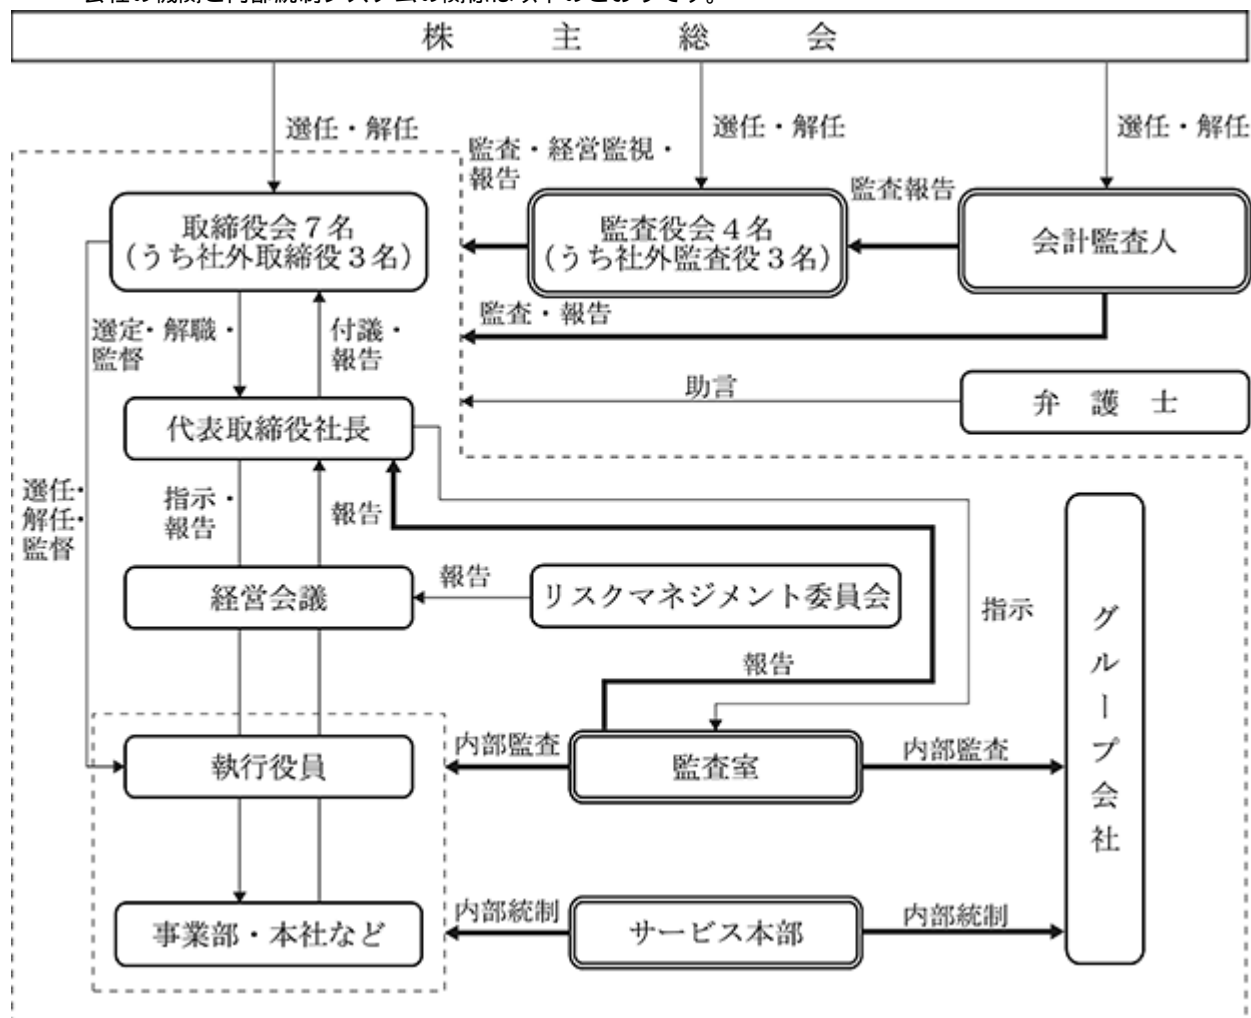 会社の機関と内部統制システムの関係は以下のとおりです。
株主総会
選任・解任
選任・解任
選任・解任
監査・経営監視・
報告
監査報告
取締役会7名
(うち社外取締役3名)
監査役会4名
(うち社外監査役3名)
会計監査人
選定・解職・
監督
付議・
報告
監査・報告
助言
弁護士
代表取締役社長
選任・
解任・
監督
指示・
報告
報告
経営会議
報告
リスクマネジメント委員会
指示
グループ会社
報告
執行役員
内部監査
監査室
内部監査
事業部・本社など
内部統制
サービス本部
内部統制